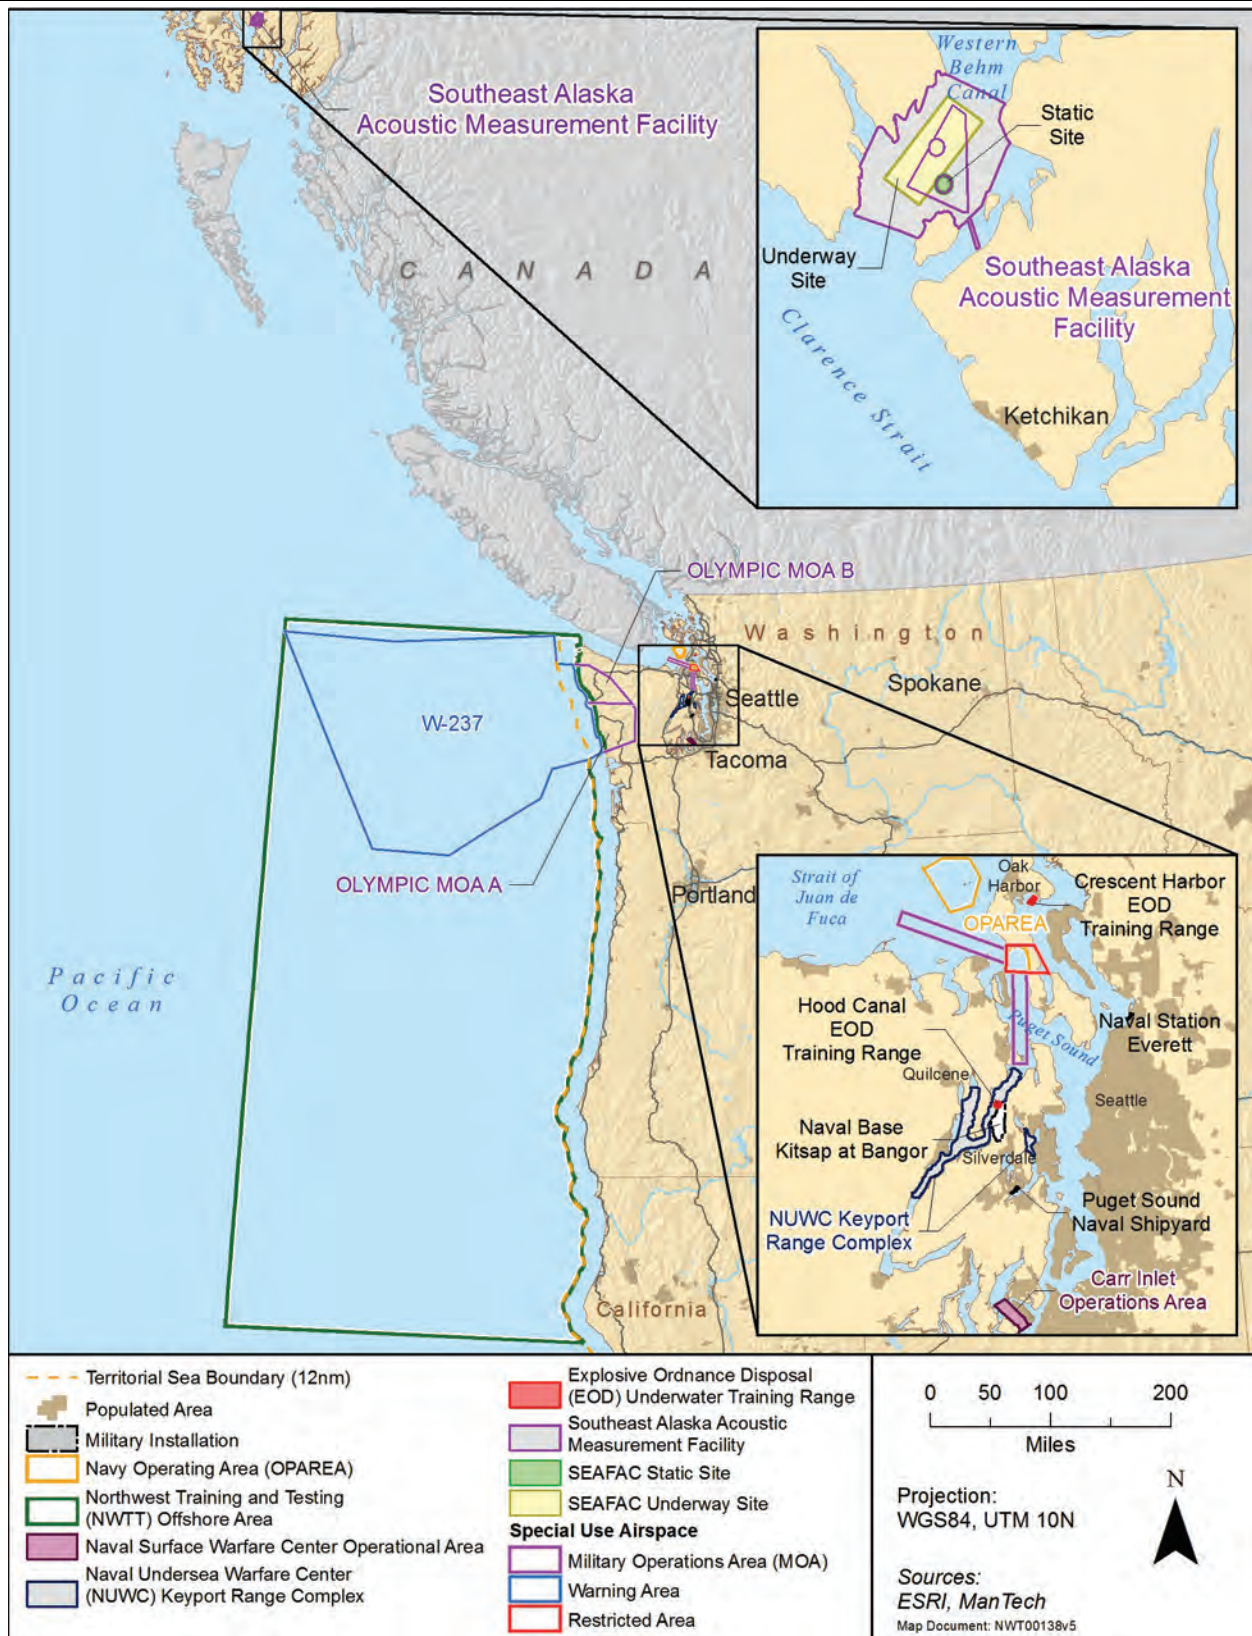 Southeast Alaska
Acoustic Measurement Facility
CANADA
Western
Behm
Canal
Static
Site
Underway
Site
Southeast Alaska
Acoustic Measurement
Facility
Clarence Strait
Ketchikan
OLYMPIC MOA B
Washington
Spokane
Seattle
W-237
Tacoma
OLYMPIC MOA A
Portland
Pacific
Ocean
California
Strait of
Juan de
Fuca
Oak
Harbor
Crescent Harbor
EOD
Training Range
OPAREA
Hood Canal
EOD
Training Range
Puget Sound
Naval Station
Everett
Quilcene
Seattle
Naval Base
Kitsap at Bangor
Silverdale
NUWC Keyport
Range Complex
Puget Sound
Naval Shipyard
Carr Inlet
Operations Area
Territorial Sea Boundary (12nm)
Populated Area
Military Installation
Navy Operating Area (OPAREA)
Northwest Training and Testing
(NWTT) Offshore Area
Naval Surface Warfare Center Operational Area
Naval Undersea Warfare Center
(NUWC) Keyport Range Complex
Explosive Ordnance Disposal
(EOD) Underwater Training Range
Southeast Alaska Acoustic
Measurement Facility
SEAFAC Static Site
SEAFAC Underway Site
Special Use Airspace
Military Operations Area (MOA)
Warning Area
Restricted Area
0 50 100 200
Miles
N
Projection:
WGS84, UTM 10N
Sources:
ESRI, ManTech
Map Document: NWT00138v5